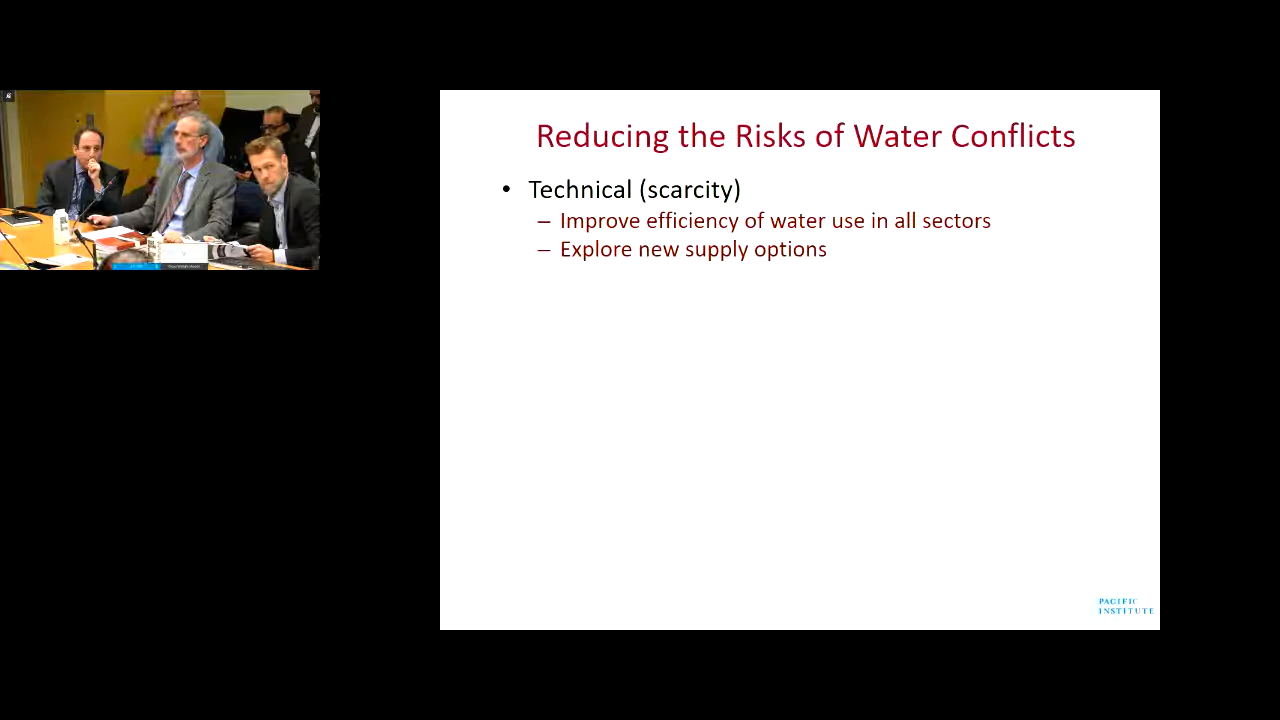 Reducing the Risks of Water Conflicts
• Technical (scarcity)
– Improve efficiency of water use in all sectors
– Explore new supply options
PACIFIC
INSTITUTE